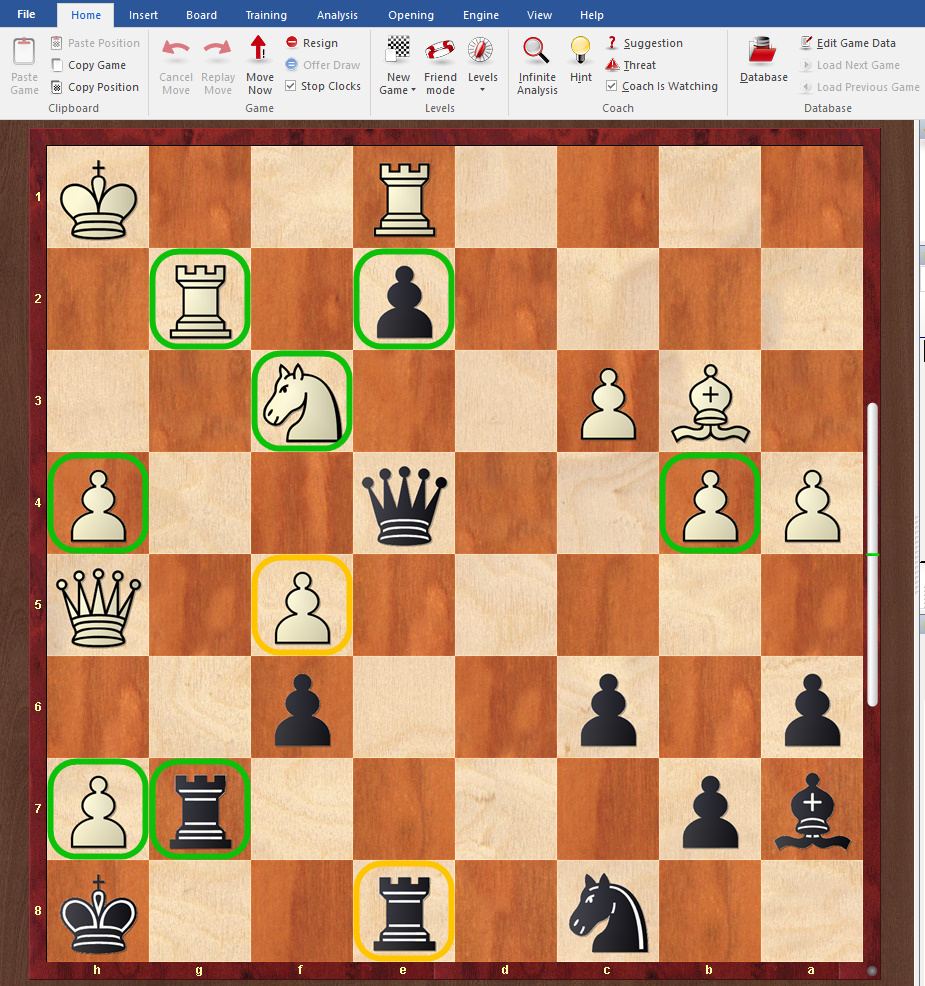 File Home Insert Board Training Analysis Opening Engine View Help
Paste Game
Paste Position
Copy Game
Copy Position
Clipboard
Cancel Move
Replay Move
Move Now
Resign
Offer Draw
Stop Clocks
Game
New Game
Friend mode
Levels
Levels
Infinite Analysis
Hint
Suggestion
Threat
Coach Is Watching
Coach
Database
Edit Game Data
Load Next Game
Load Previous Game
Database
1
2
3
4
5
6
7
8
h g f e d c b a